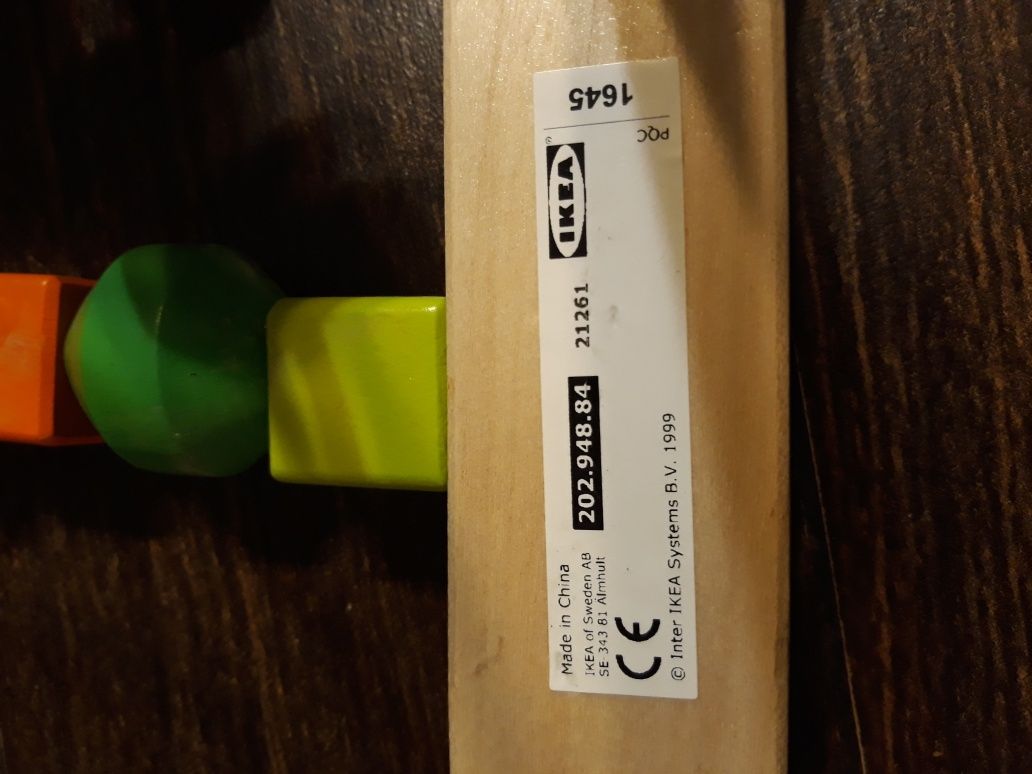 Made in China
IKEA of Sweden AB
SE-343 81 Älmhult
202.948.84
21261
IKEA®
CE
© Inter IKEA Systems B.V. 1999
PQC
1645